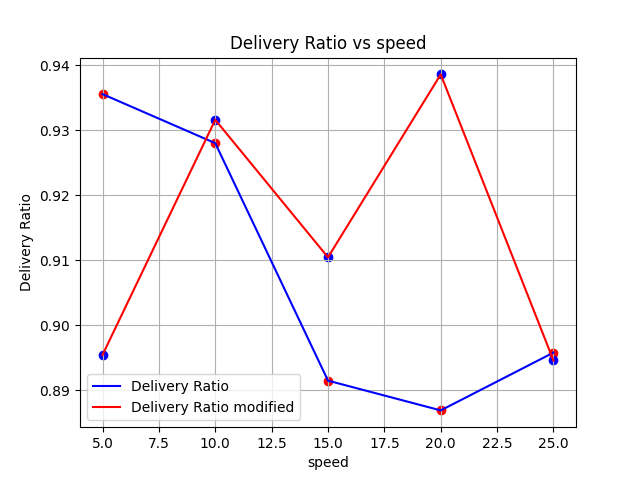 Delivery Ratio vs speed
0.94
0.93
0.92
0.91
0.90
0.89
Delivery Ratio
Delivery Ratio
Delivery Ratio modified
5.0 7.5 10.0 12.5 15.0 17.5 20.0 22.5 25.0
speed